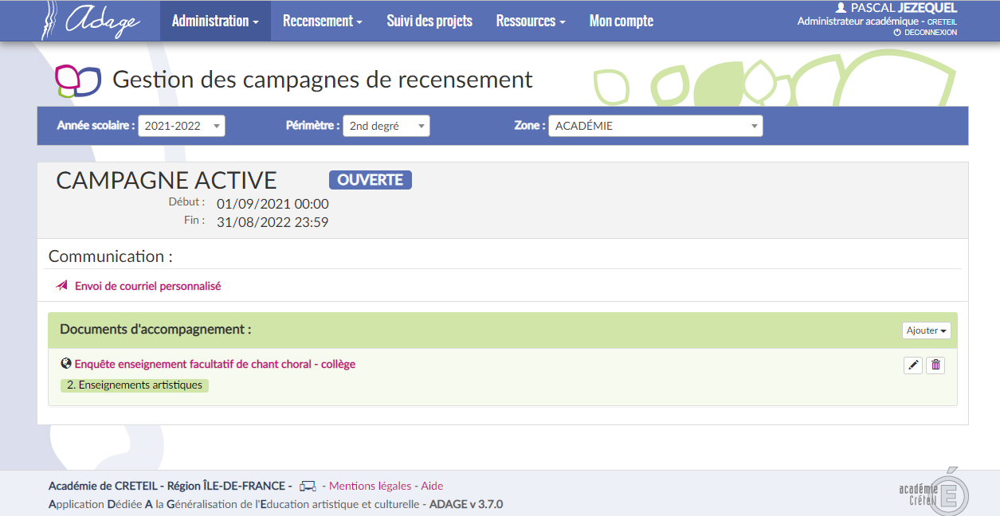 Adage
Administration
Recensement
Suivi des projets
Ressources
Mon compte
PASCAL JEZEQUEL
Administrateur académique - CRETEIL
DECONNEXION
Gestion des campagnes de recensement
Année scolaire : 2021-2022 Périmètre : 2nd degré Zone : ACADÉMIE
CAMPAGNE ACTIVE OUVERTE
Début : 01/09/2021 00:00
Fin : 31/08/2022 23:59
Communication :
Envoi de courriel personnalisé
Documents d'accompagnement : Ajouter
Enquête enseignement facultatif de chant choral - collège
2. Enseignements artistiques
Académie de CRETEIL - Région ÎLE-DE-FRANCE - - Mentions légales - Aide
Application Dédiée A la Généralisation de l'Education artistique et culturelle - ADAGE v 3.7.0
académie
Créteil
É